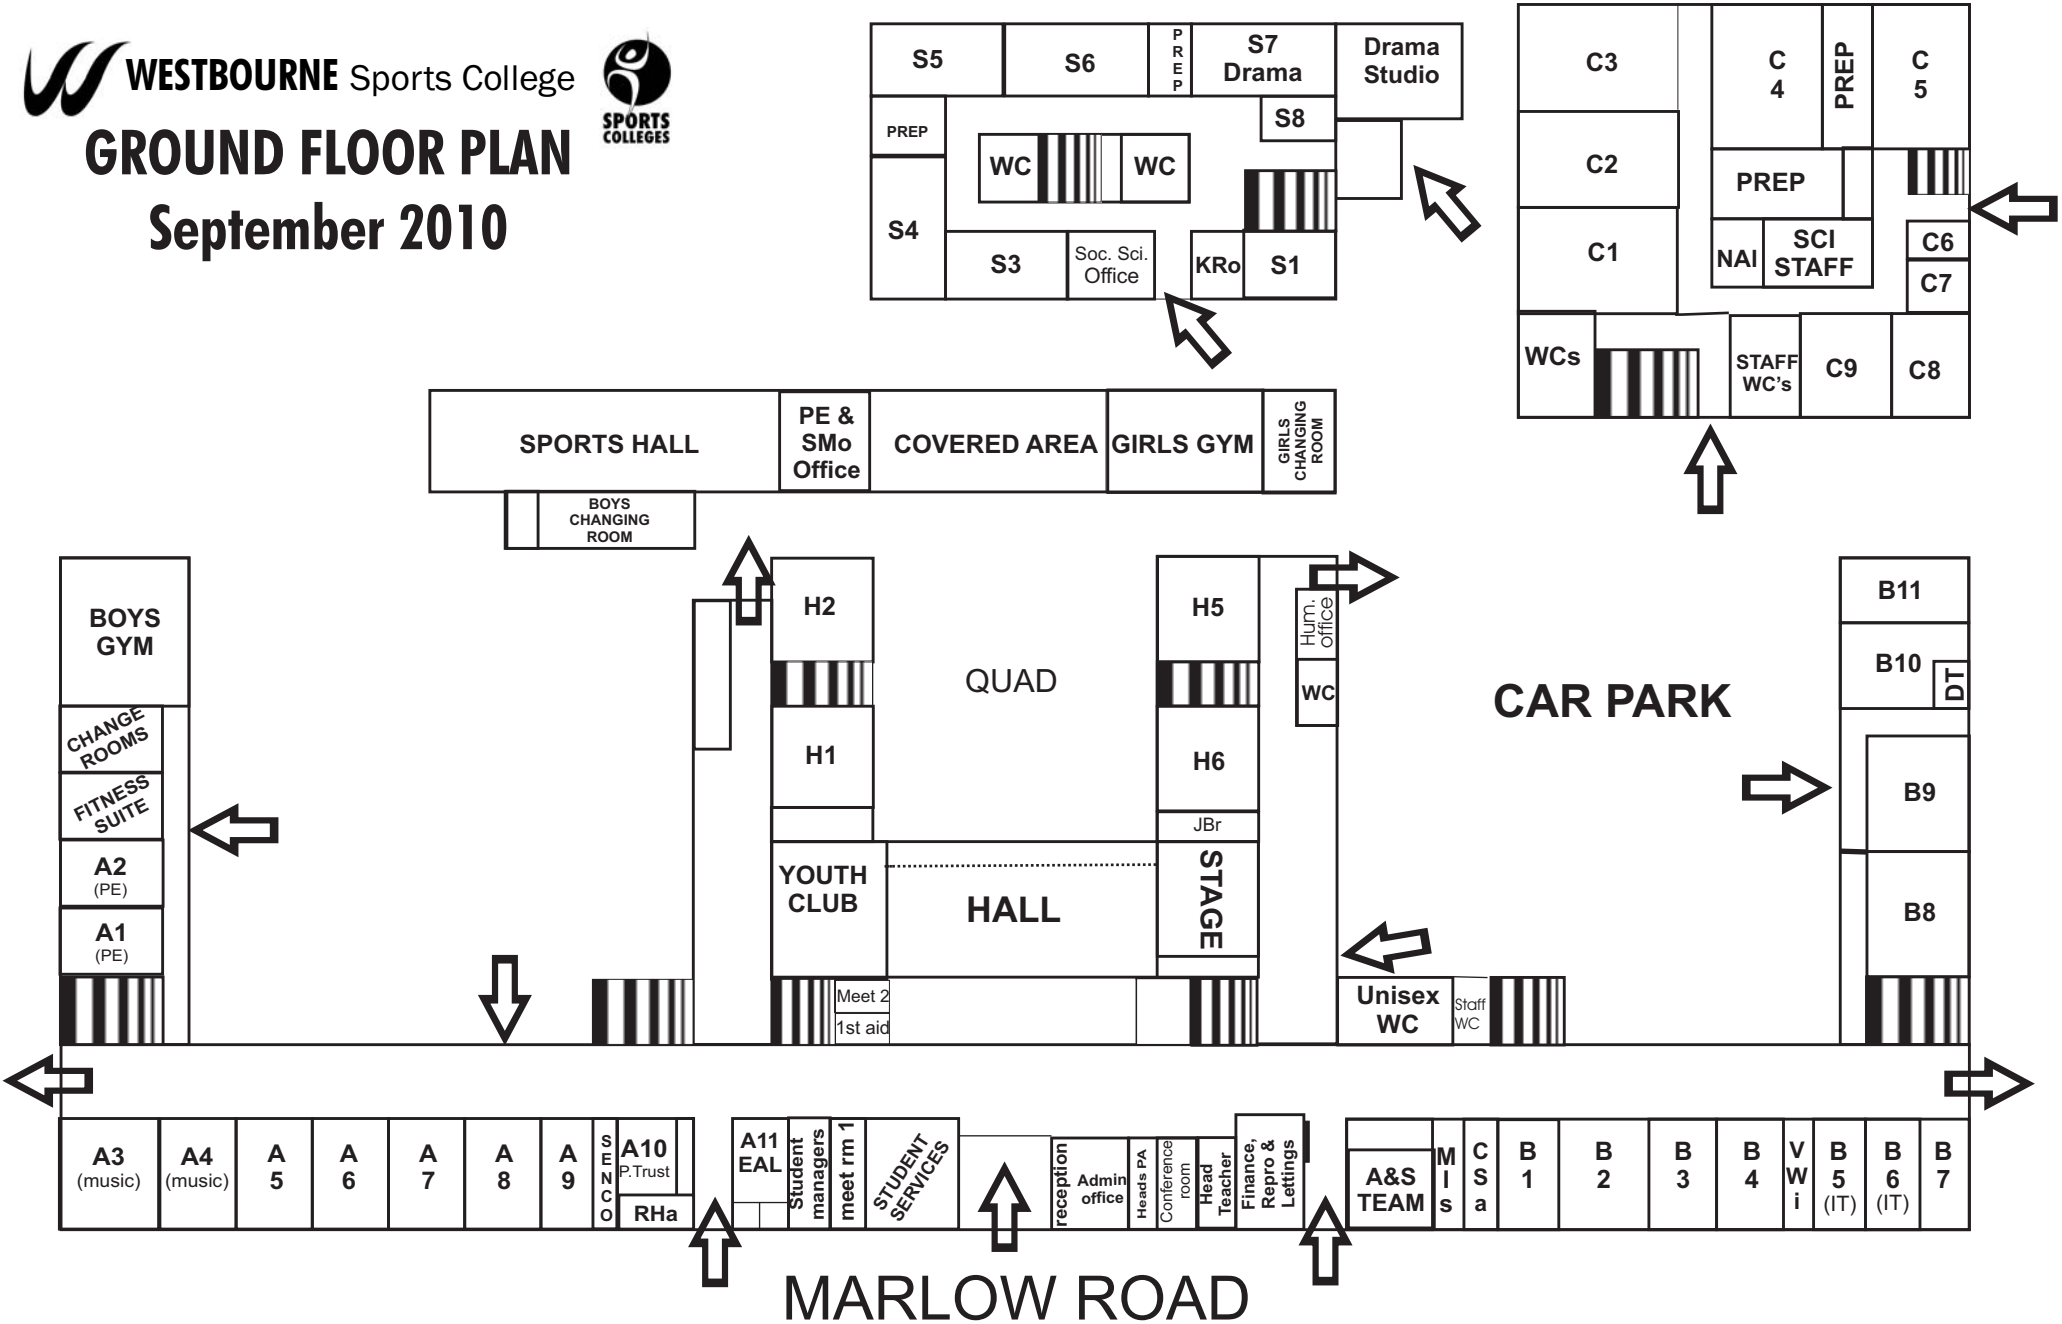 WESTBOURNE Sports College
SPORTS
COLLEGES
GROUND FLOOR PLAN
September 2010
S5
S6
PREP
S7
Drama
Drama
Studio
PREP
S8
WC
WC
S4
S3
Soc. Sci.
Office
KRo
S1
C3
C
4
PREP
C
5
C2
PREP
C1
NAI
SCI
STAFF
C6
C7
WCs
STAFF
WC's
C9
C8
SPORTS HALL
PE &
SMo
Office
COVERED AREA
GIRLS GYM
GIRLS
CHANGING
ROOM
BOYS
CHANGING
ROOM
BOYS
GYM
CHANGE
ROOMS
FITNESS
SUITE
A2
(PE)
A1
(PE)
H2
H1
QUAD
H5
H6
JBr
Hum.
office
WC
YOUTH
CLUB
HALL
STAGE
Meet 2
1st aid
CAR PARK
Unisex
WC
Staff
WC
B11
B10
DT
B9
B8
A3
(music)
A4
(music)
A
5
A
6
A
7
A
8
A
9
SENCO
A10
P.Trust
RHa
A11
EAL
Student
managers
meet rm 1
STUDENT
SERVICES
reception
Admin
office
Heads PA
Conference
room
Head
Teacher
Finance,
Repro &
Lettings
A&S
TEAM
MIs
CSa
B
1
B
2
B
3
B
4
VWi
B
5
(IT)
B
6
(IT)
B
7
MARLOW ROAD